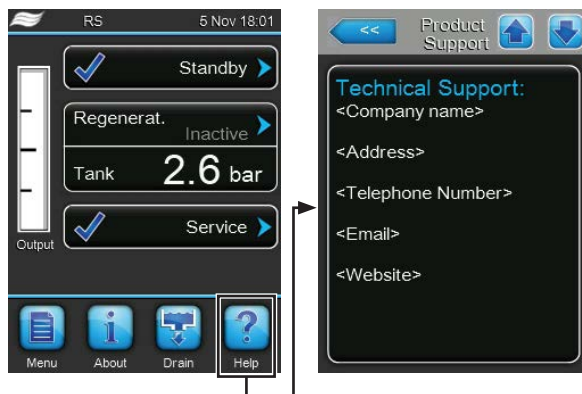 RS 5 Nov 18:01
Standby
Regenerat.
Inactive
Tank 2.6 bar
Service
Output
Menu About Drain Help
<< Product
Support
Technical Support:
<Company name>
<Address>
<Telephone Number>
<Email>
<Website>